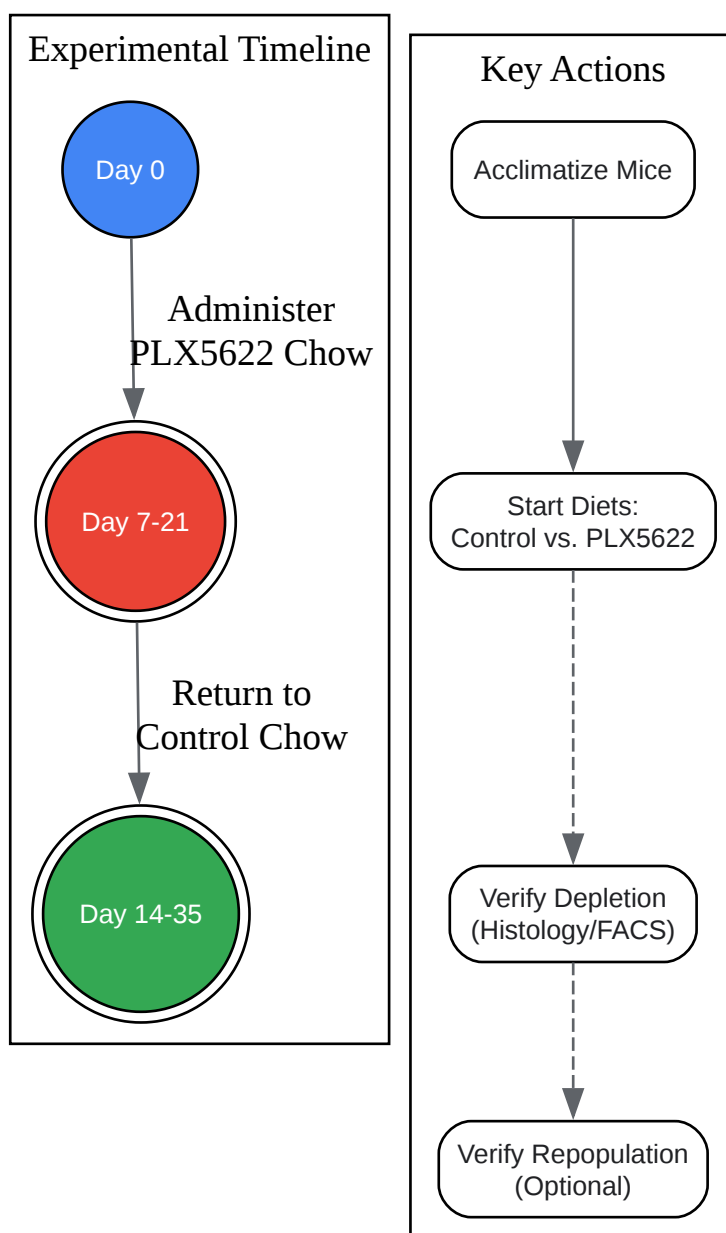 Experimental Timeline
Day 0
Administer
PLX5622 Chow
Day 7-21
Return to
Control Chow
Day 14-35
Key Actions
Acclimatize Mice
Start Diets:
Control vs. PLX5622
Verify Depletion
(Histology/FACS)
Verify Repopulation
(Optional)